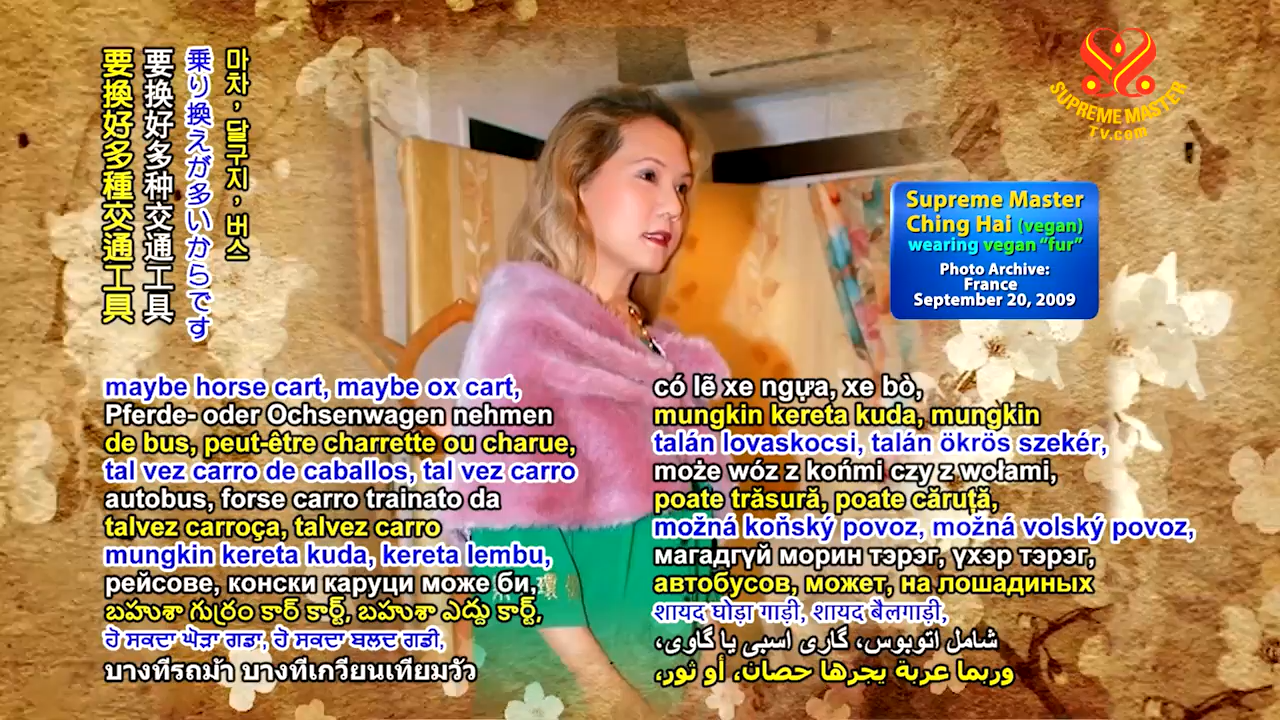 마차, 달구지, 버스
乗り換えが多いからです
要换好多种交通工具
要換好多種交通工具
SUPREME MASTER
TV.com
Supreme Master
Ching Hai (vegan)
wearing vegan “fur”
Photo Archive:
France
September 20, 2009
maybe horse cart, maybe ox cart,
Pferde- oder Ochsenwagen nehmen
de bus, peut-être charrette ou charue,
tal vez carro de caballos, tal vez carro
autobus, forse carro trainato da
talvez carroça, talvez carro
mungkin kereta kuda, kereta lembu,
рейсове, конски каруци може би,
బహుశా గుర్రం కార్ కార్ట్, బహుశా ఎద్దు కార్ట్,
ਹੋ ਸਕਦਾ ਘੋੜਾ ਗਡਾ, ਹੋ ਸਕਦਾ ਬਲਦ ਗਡੀ,
บางทีรถม้า บางทีเกวียนเทียมวัว
có lẽ xe ngựa, xe bò,
mungkin kereta kuda, mungkin
talán lovaskocsi, talán ökrös szekér,
może wóz z końmi czy z wołami,
poate trăsură, poate căruță,
možná koňský povoz, možná volský povoz,
магадгүй морин тэрэг, үхэр тэрэг,
автобусов, может, на лошадиных
शायद घोड़ा गाड़ी, शायद बैलगाड़ी,
شامل اتوبوس، گاری اسبی یا گاوی،
وربما عربة يجرها حصان، أو ثور،